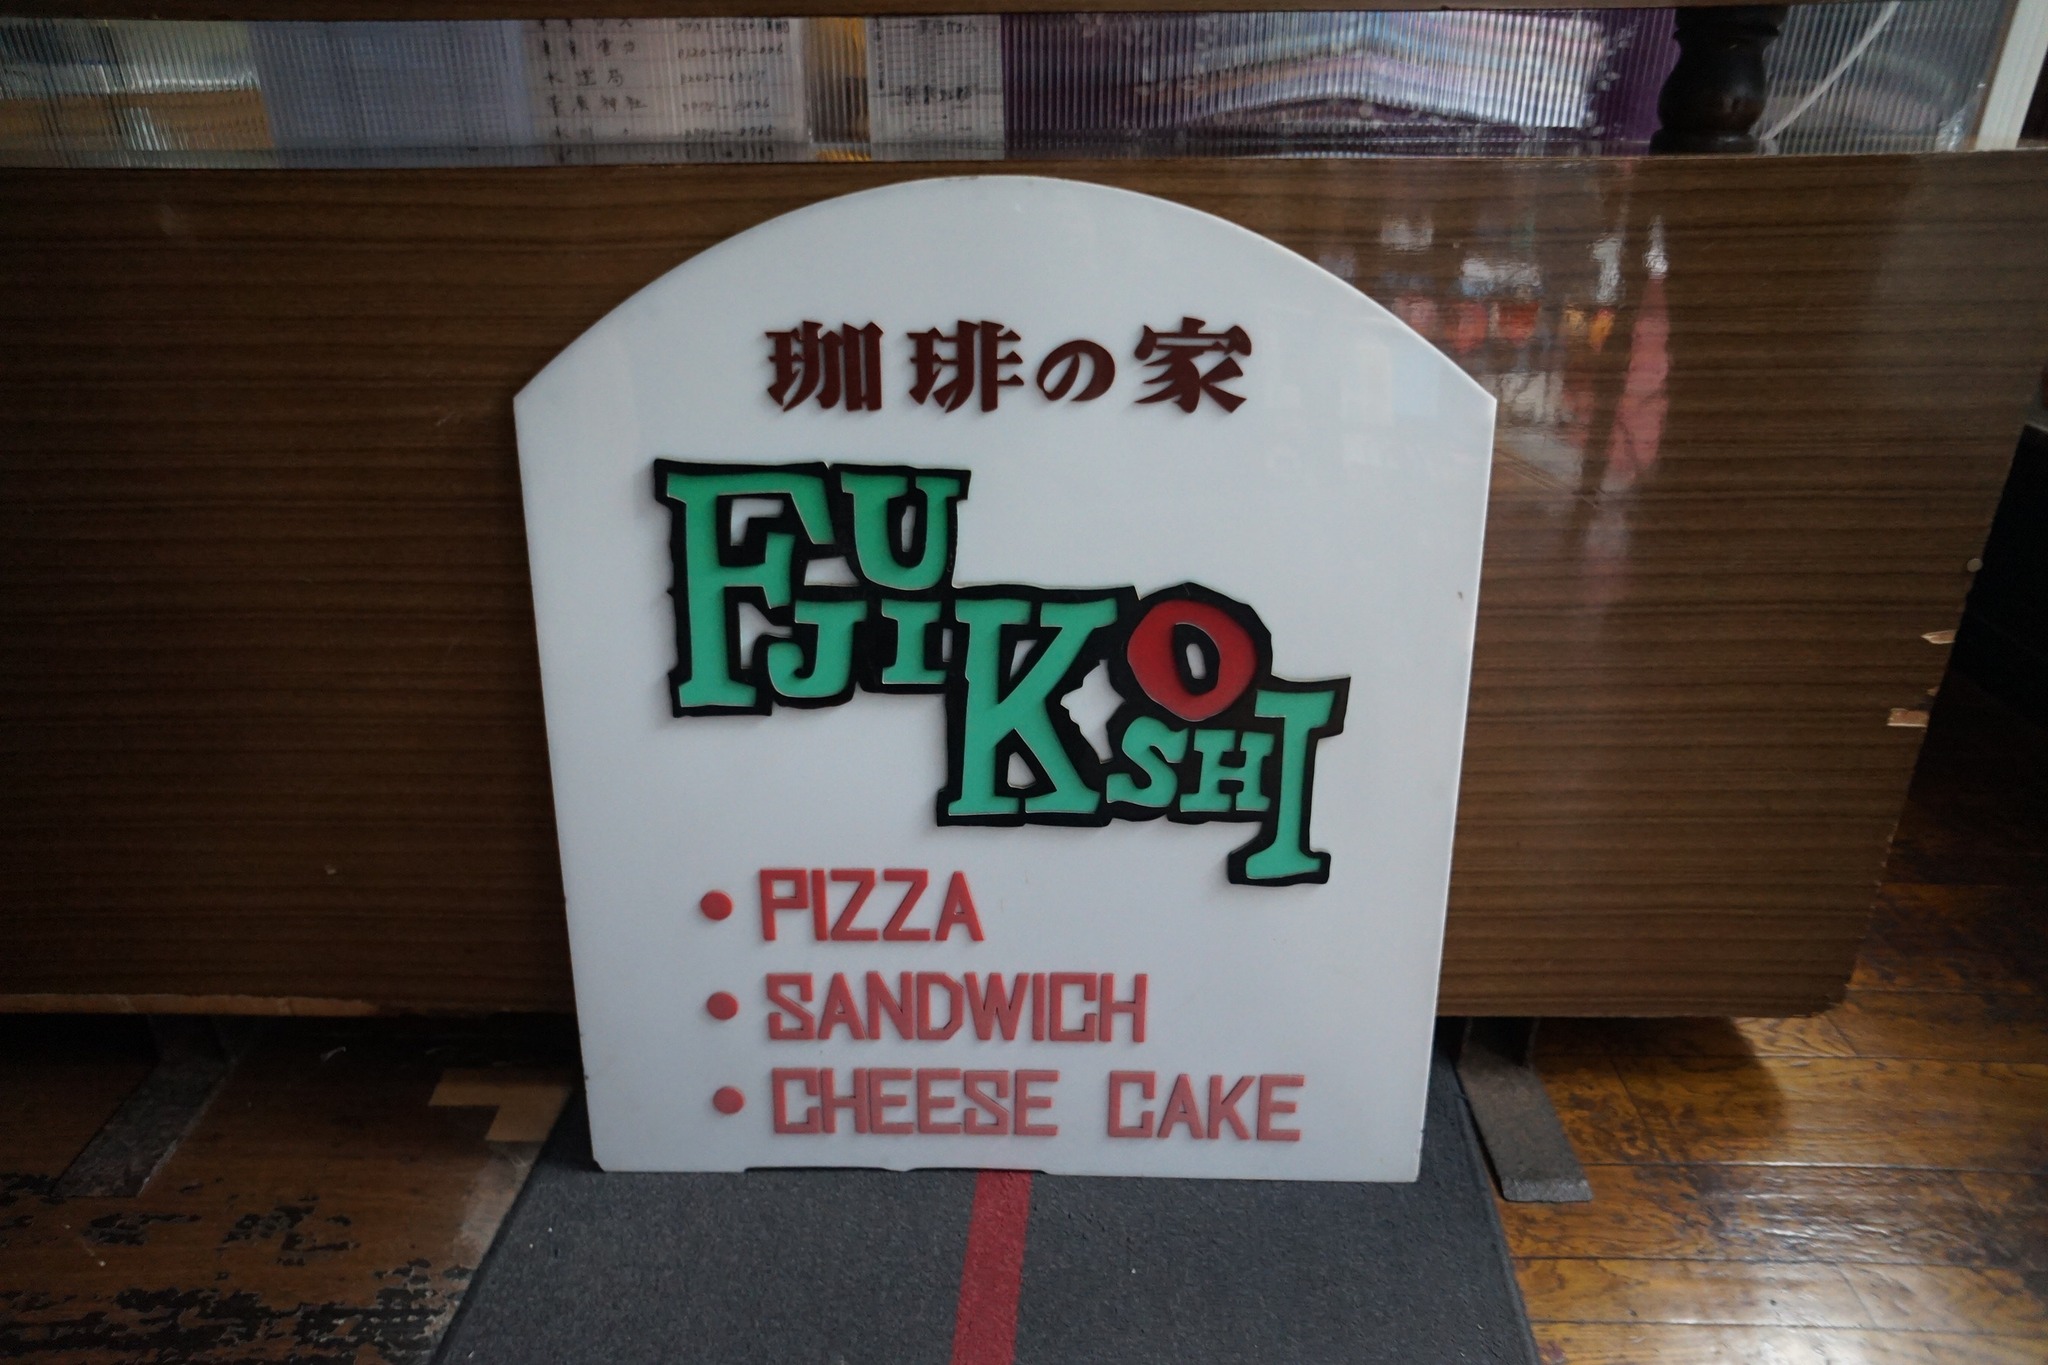 珈琲の家
FUJIKOSHI
• PIZZA
• SANDWICH
• CHEESE CAKE